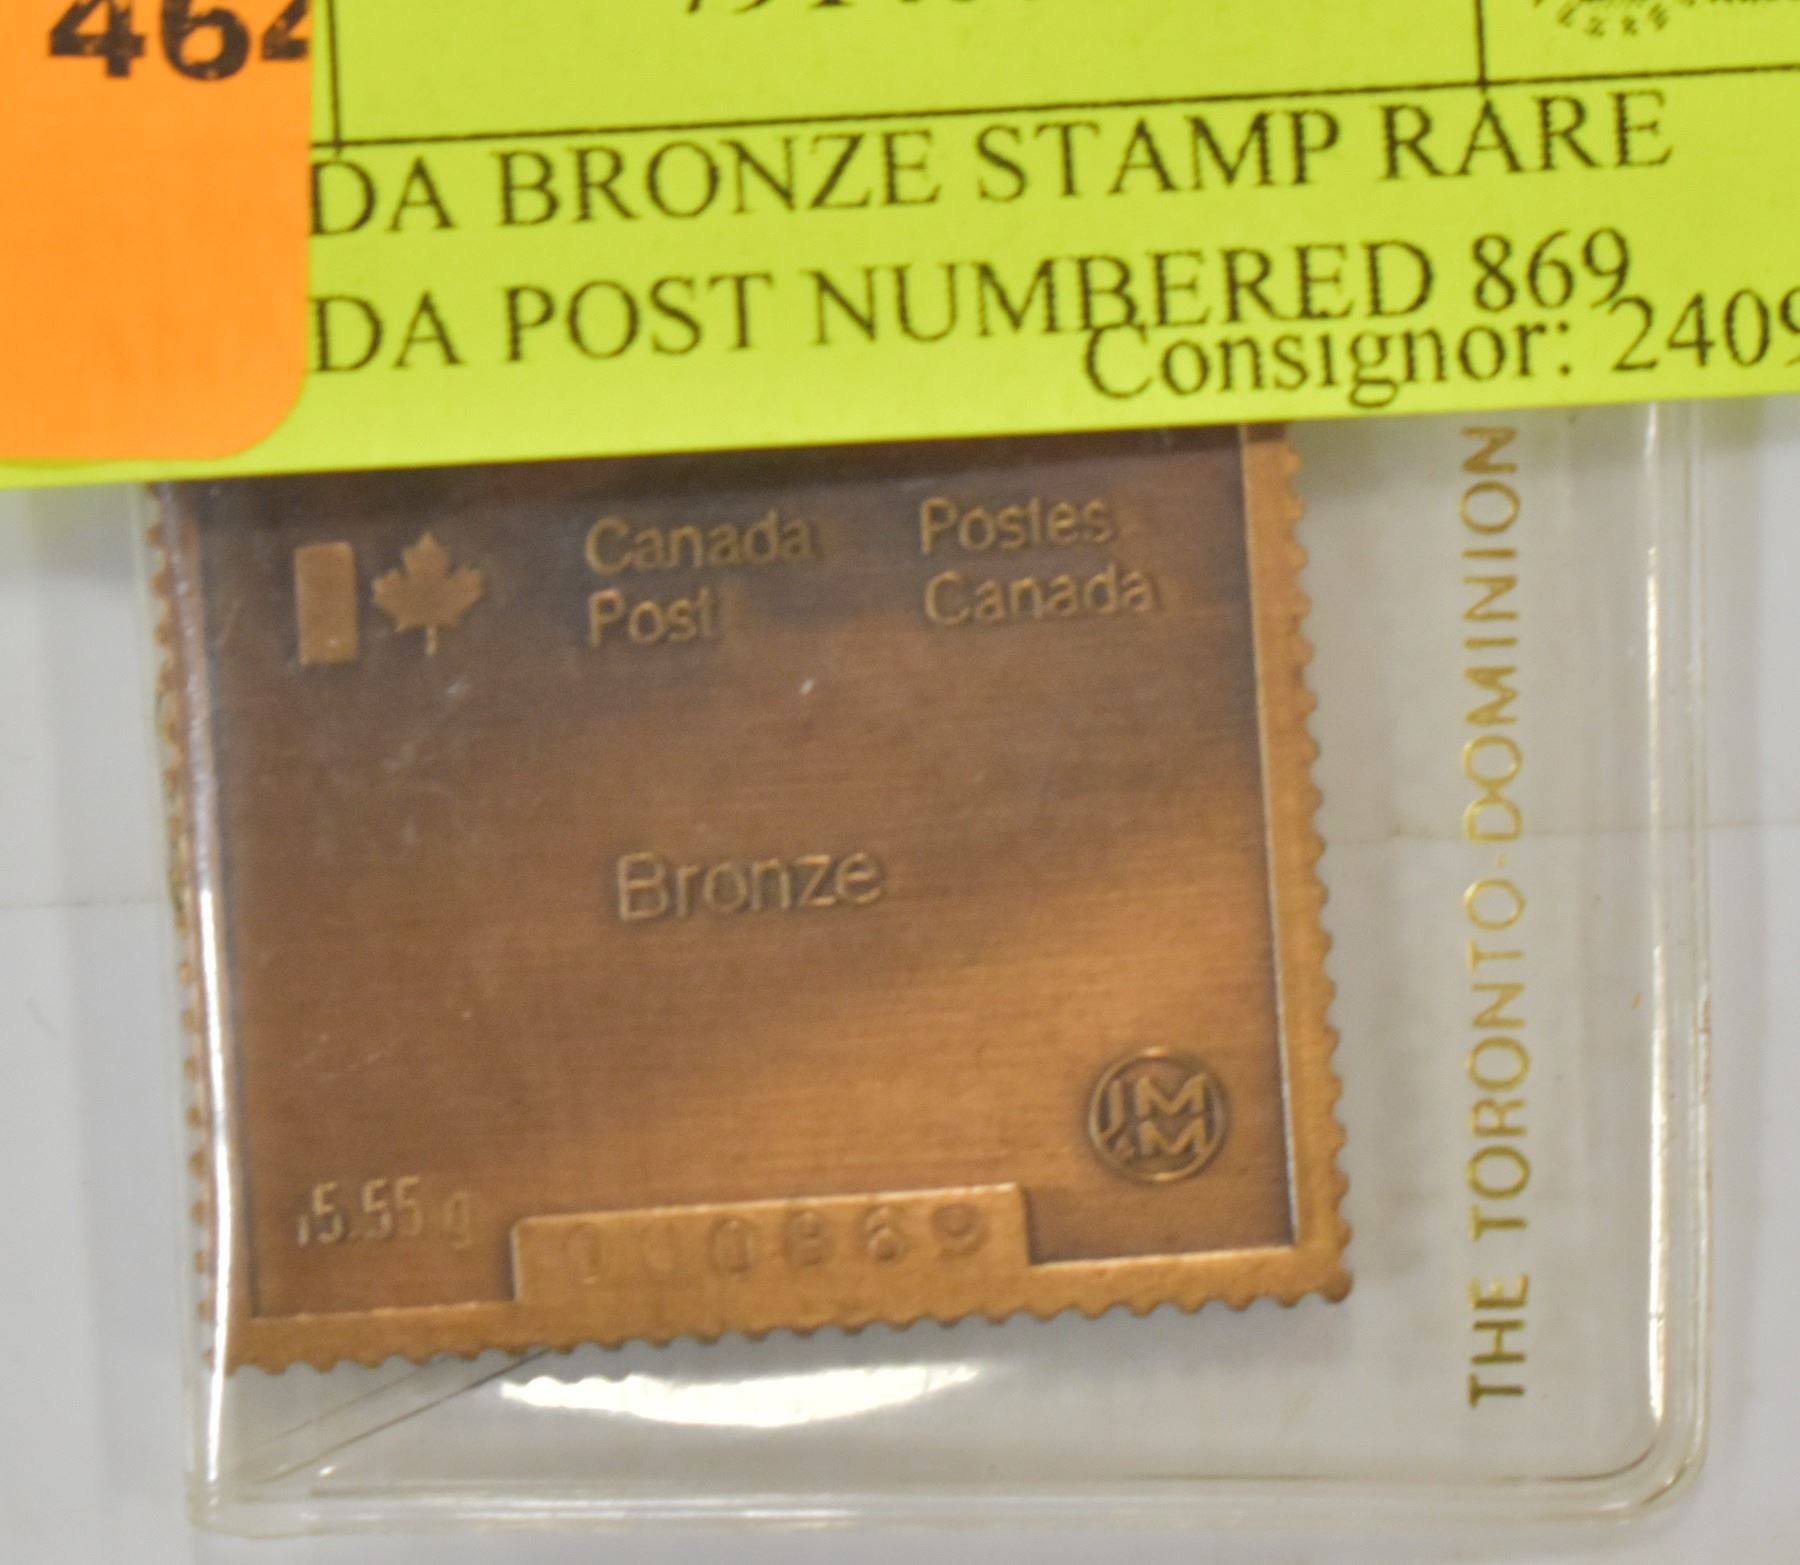 DA BRONZE STAMP RARE
DA POST NUMBERED 869
Consignor: 2409
Canada Post
Postes Canada
Bronze
J.M
& M
5.55 g
000869
THE TORONTO-DOMINION